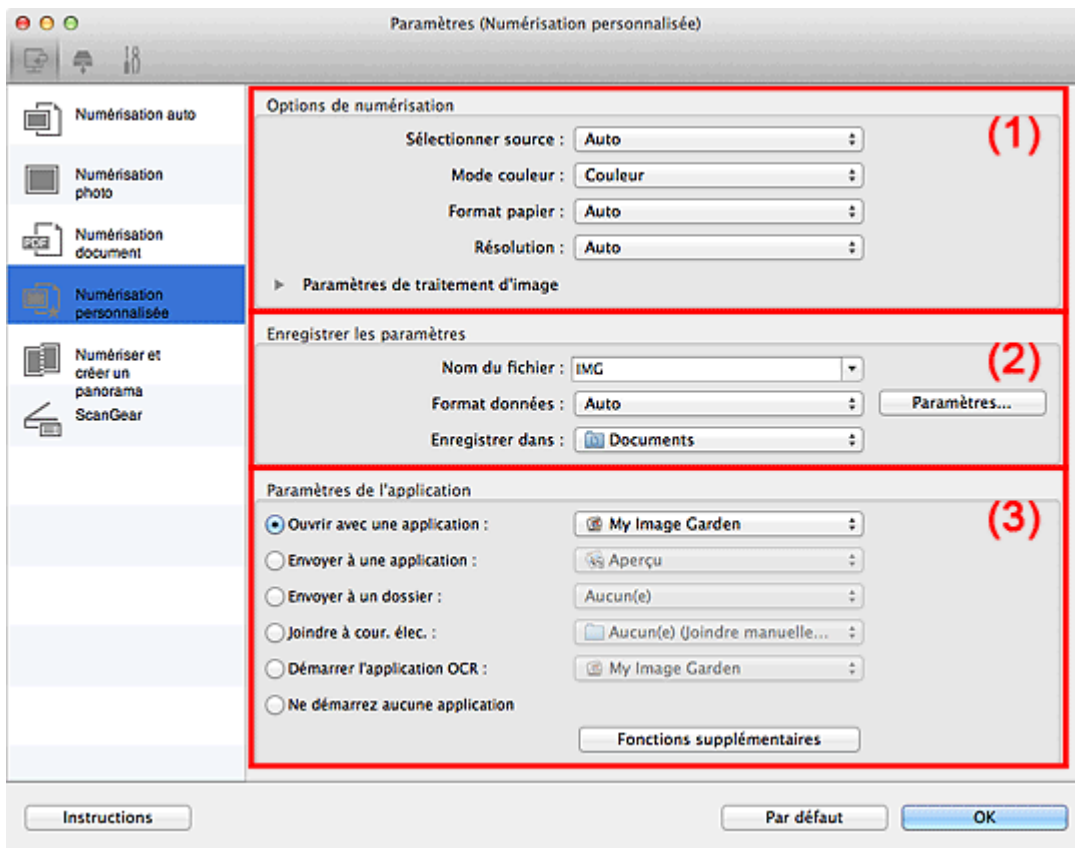 Paramètres (Numérisation personnalisée)
Numérisation auto
Numérisation
photo
PDF
Numérisation
document
Numérisation
personnalisée
Numériser et
créer un
panorama
ScanGear
Options de numérisation
(1)
Sélectionner source : Auto
Mode couleur : Couleur
Format papier : Auto
Résolution : Auto
Paramètres de traitement d'image
Enregistrer les paramètres
(2)
Nom du fichier : IMG
Format données : Auto Paramètres...
Enregistrer dans : Documents
Paramètres de l'application
(3)
Ouvrir avec une application : My Image Garden
Envoyer à une application : Aperçu
Envoyer à un dossier : Aucun(e)
Joindre à cour. élec. : Aucun(e) (Joindre manuelle...
Démarrer l'application OCR : My Image Garden
Ne démarrez aucune application
Fonctions supplémentaires
Instructions Par défaut OK